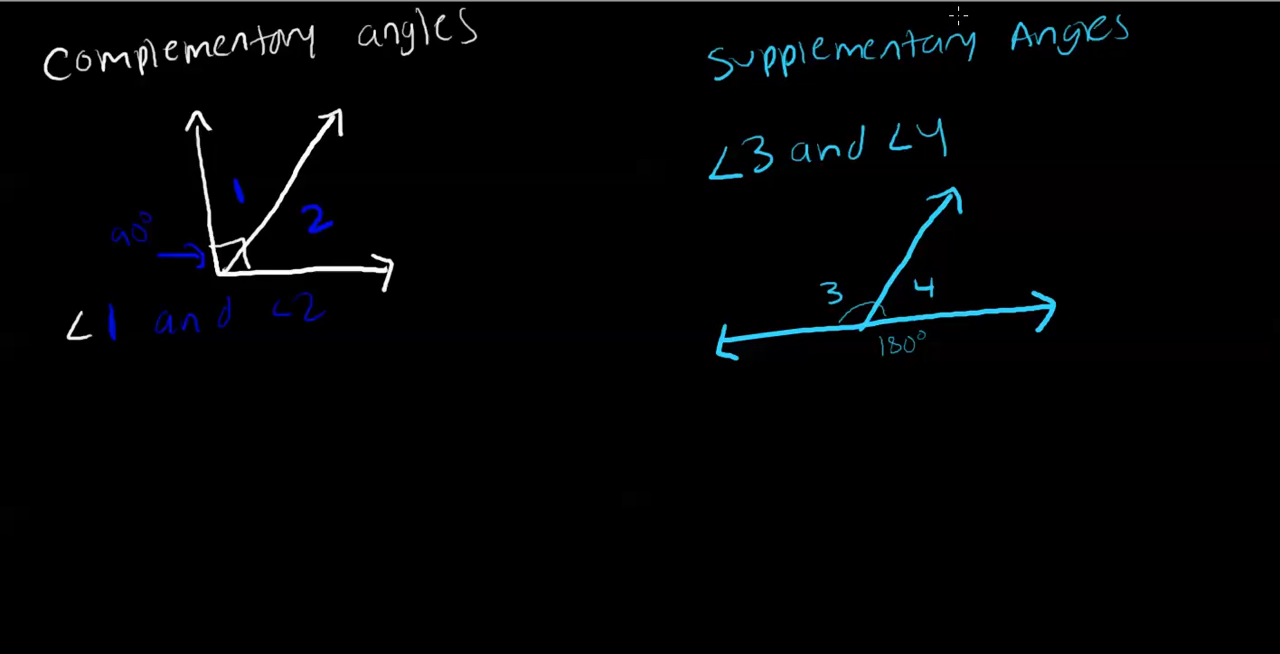 Complementary angles
1
2
90°
∠1 and ∠2
Supplementary Angles
∠3 and ∠4
3
4
180°